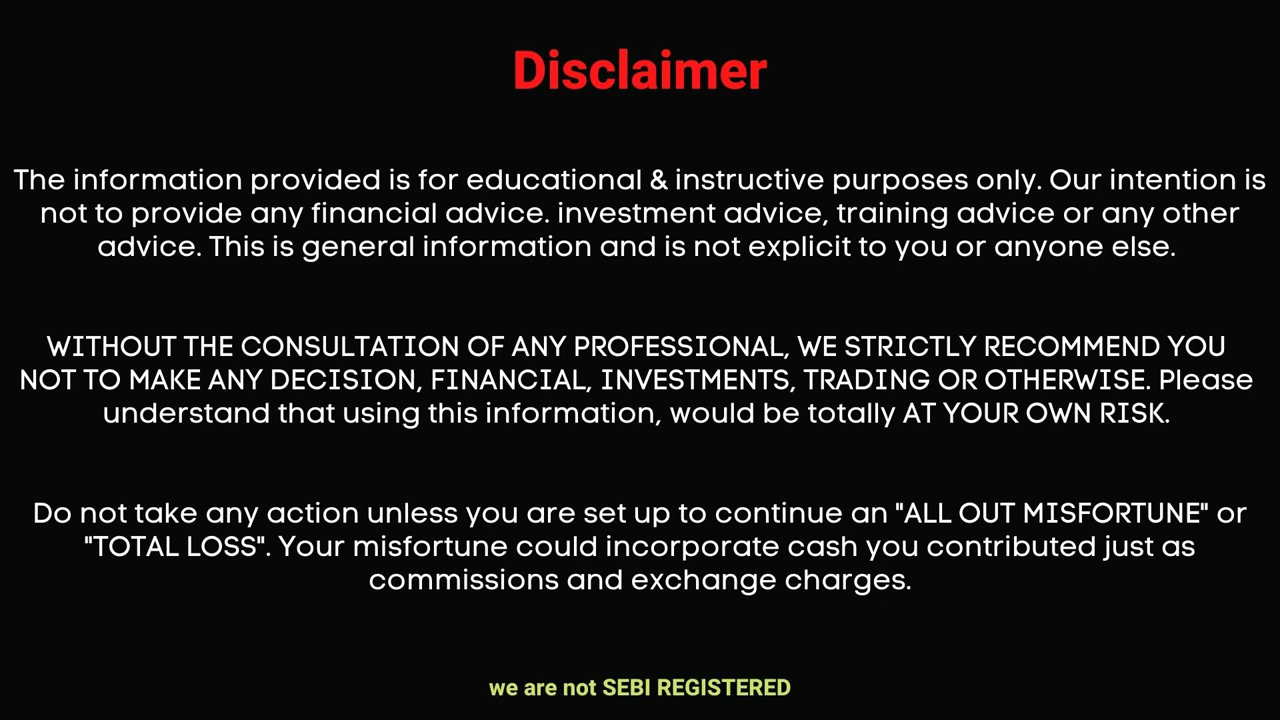 Disclaimer
The information provided is for educational & instructive purposes only. Our intention is
not to provide any financial advice. investment advice, training advice or any other
advice. This is general information and is not explicit to you or anyone else.
WITHOUT THE CONSULTATION OF ANY PROFESSIONAL, WE STRICTLY RECOMMEND YOU
NOT TO MAKE ANY DECISION, FINANCIAL, INVESTMENTS, TRADING OR OTHERWISE. Please
understand that using this information, would be totally AT YOUR OWN RISK.
Do not take any action unless you are set up to continue an "ALL OUT MISFORTUNE" or
"TOTAL LOSS". Your misfortune could incorporate cash you contributed just as
commissions and exchange charges.
we are not SEBI REGISTERED